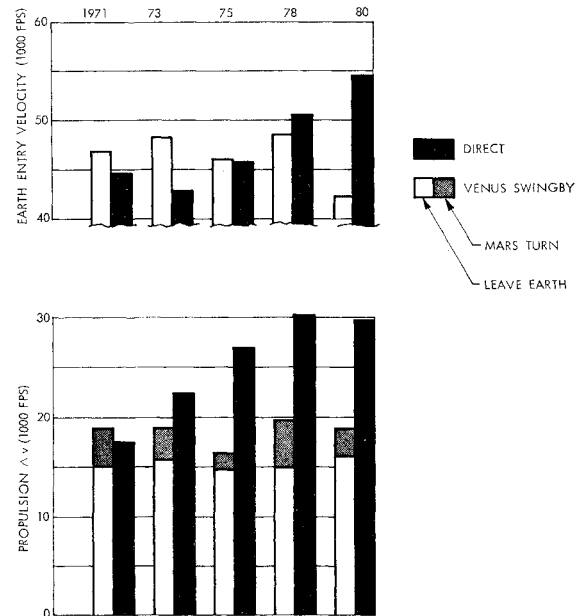 1971 73 75 78 80
60
50
40
EARTH ENTRY VELOCITY (1000 FPS)
DIRECT
VENUS SWINGBY
MARS TURN
LEAVE EARTH
30
20
10
0
PROPULSION Δ v (1000 FPS)